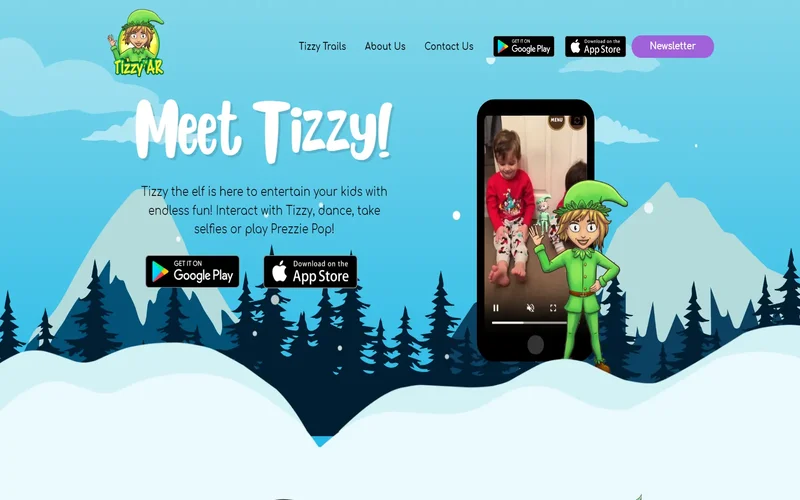 Tizzy AR
Tizzy Trails
About Us
Contact Us
GET IT ON
Google Play
Download on the
App Store
Newsletter
Meet Tizzy!
Tizzy the elf is here to entertain your kids with
endless fun! Interact with Tizzy, dance, take
selfies or play Prezzie Pop!
GET IT ON
Google Play
Download on the
App Store
MENU